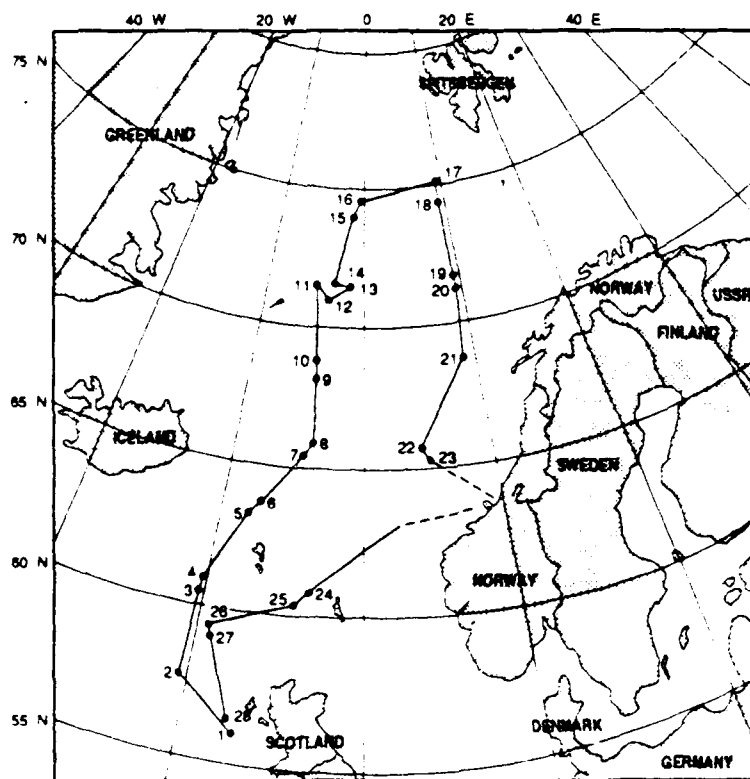 20 W 0 20 E 40 E
75 N
SPITSBERGEN
GREENLAND
17
16
18
15
70 N
14
11 13
12
19
20
NORWAY
USSR
FINLAND
10
9
21
65 N
ICELAND
8
7
22
23
SWEDEN
6
5
60 N
4
3
NORWAY
24
25
26
27
2
55 N
28
1
SCOTLAND
DENMARK
GERMANY